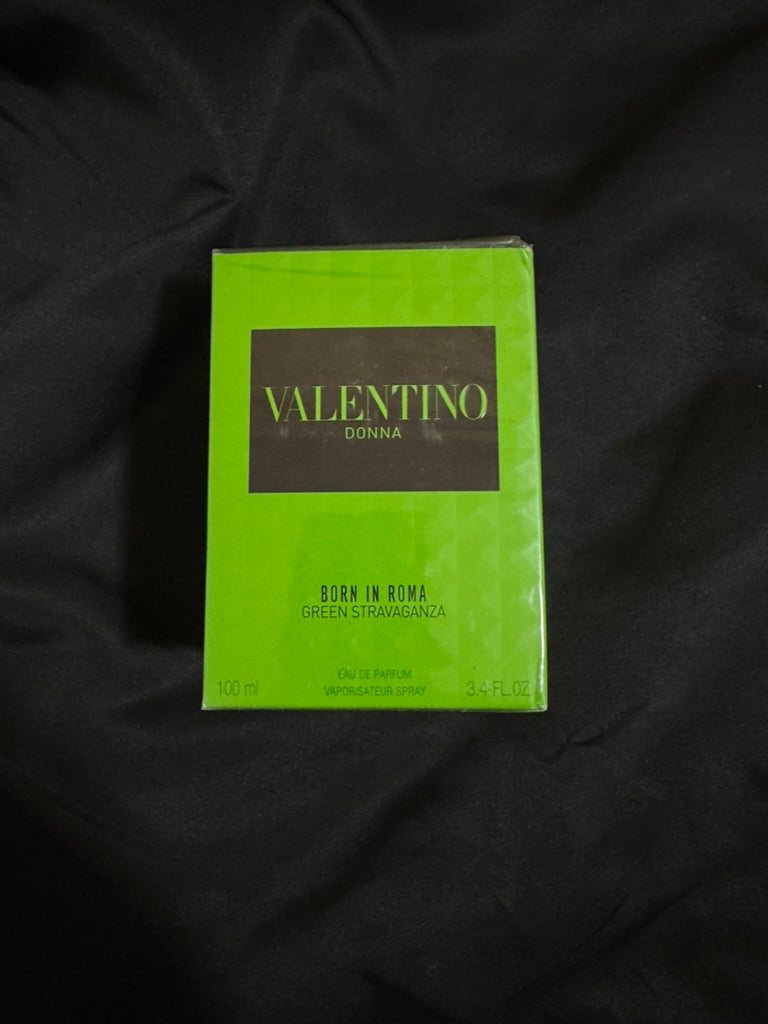 VALENTINO
DONNA
BORN IN ROMA
GREEN STRAVAGANZA
EAU DE PARFUM
100 ml VAPORISATEUR SPRAY 3.4 FL.OZ.